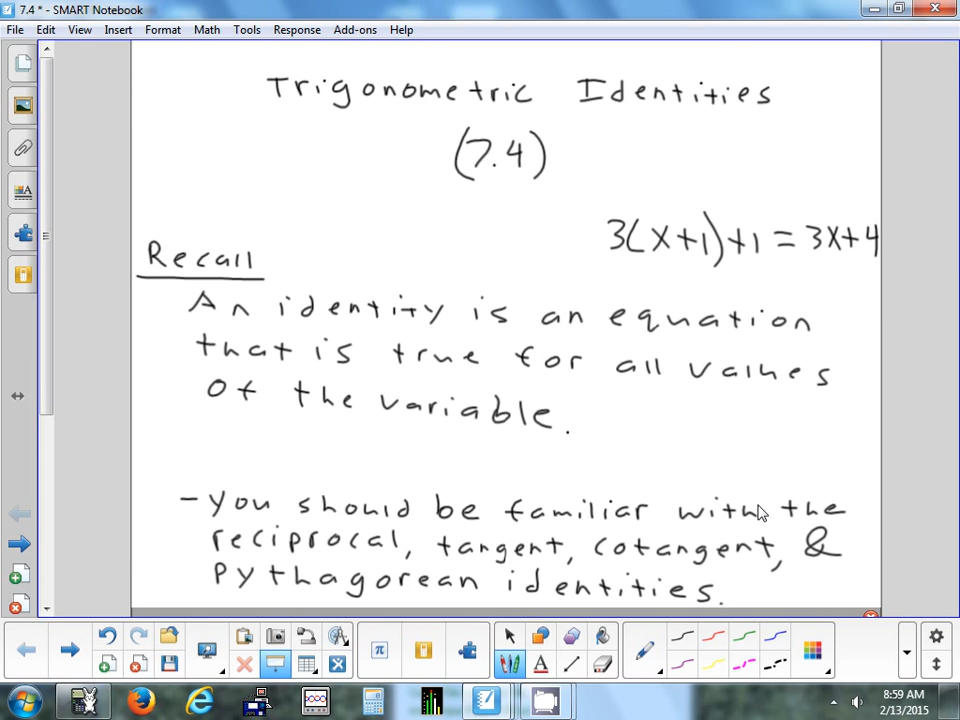 7.4 * - SMART Notebook
File Edit View Insert Format Math Tools Response Add-ons Help
Trigonometric Identities
(7.4)
3(x+1)+1 = 3x+4
Recall
An identity is an equation
that is true for all values
of the variable.
- You should be familiar with the
reciprocal, tangent, cotangent, &
Pythagorean identities.
8:59 AM
2/13/2015